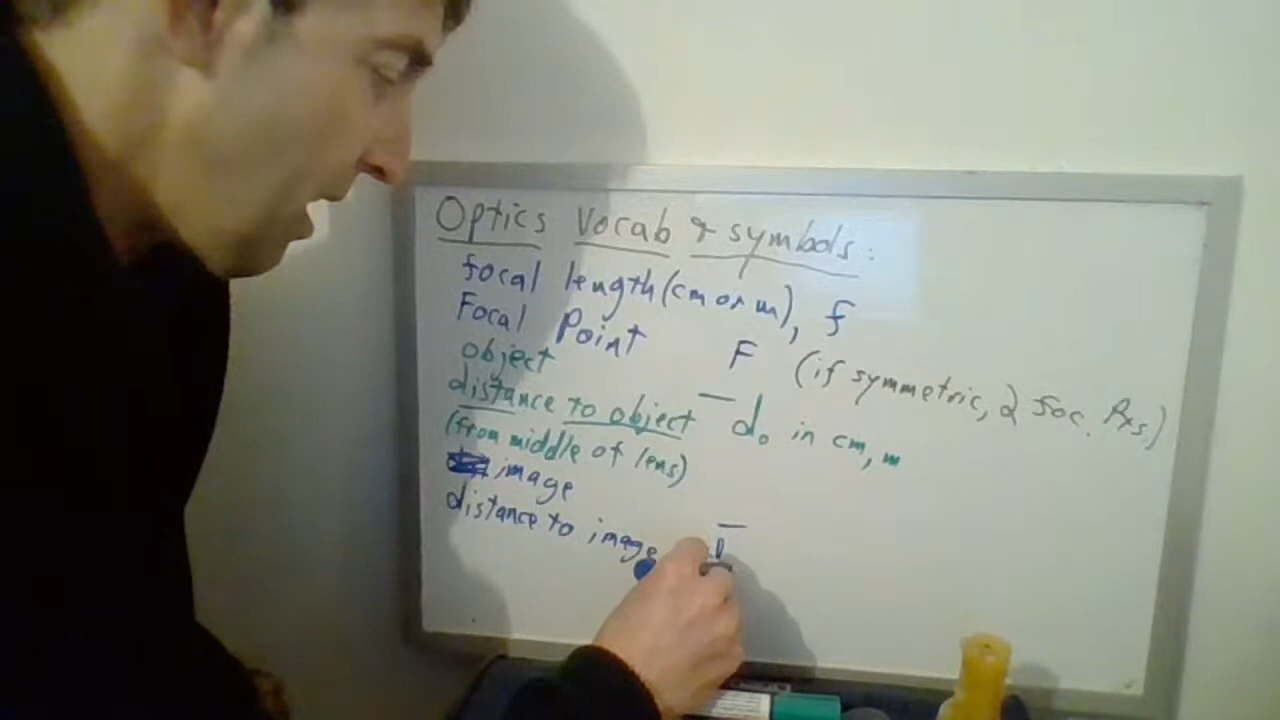 Optics Vocab & symbols:
focal length (cm or m), f
Focal Point F (if symmetric, 2 foc. Pts.)
object —
distance to object do in cm, m
(from middle of lens)
image —
distance to image